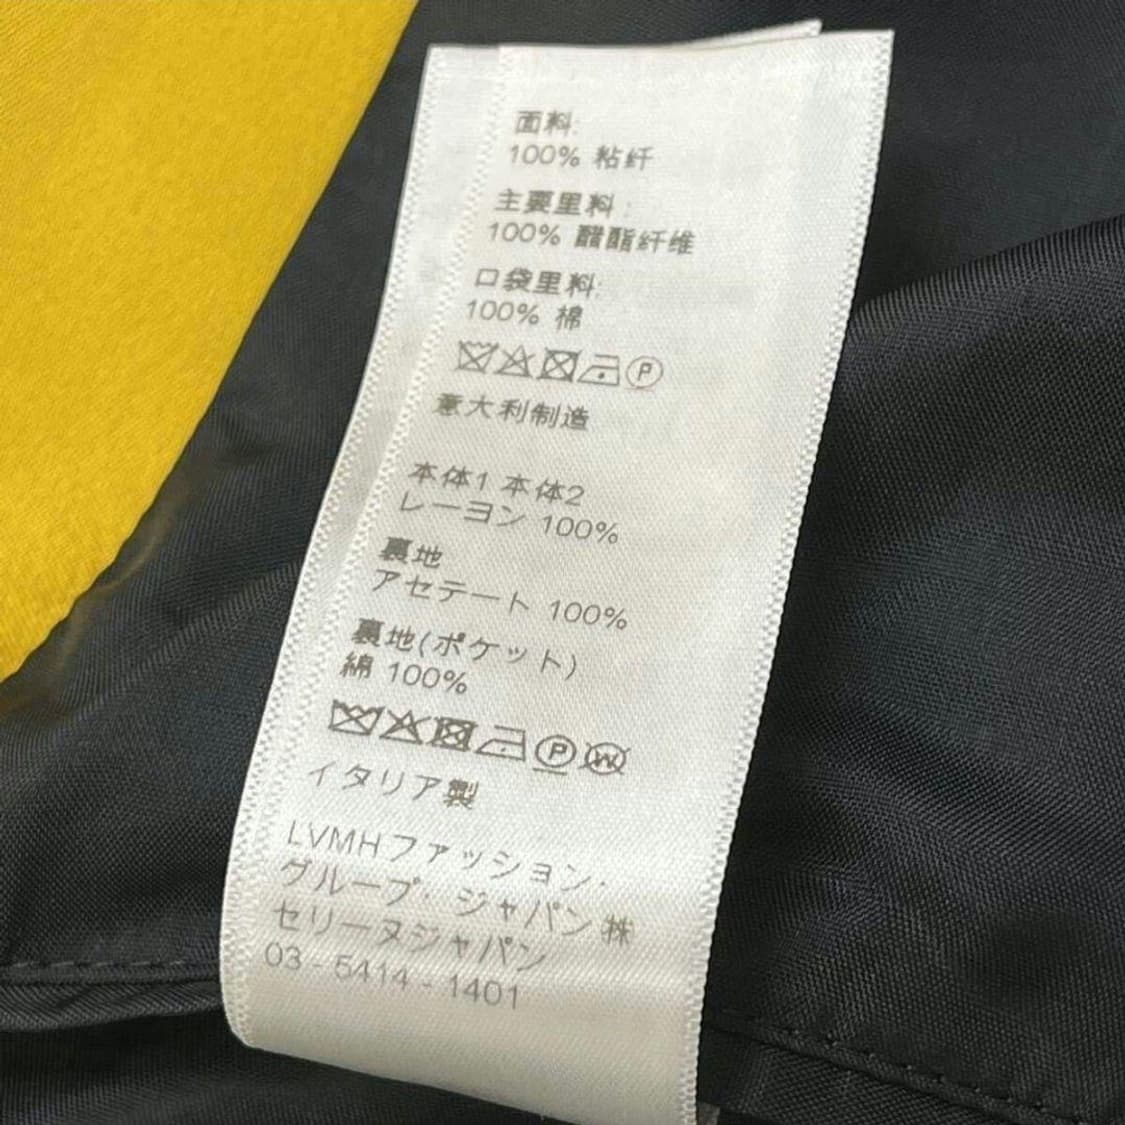 面料:
100% 粘纤
主要里料:
100% 醋酯纤维
口袋里料:
100% 棉
P
意大利制造
本体1 本体2
レーヨン 100%
裏地
アセテート 100%
裏地(ポケット)
綿 100%
P W
イタリア製
LVMHファッション・
グループ・ジャパン㈱
セリーヌジャパン
03-5414-1401